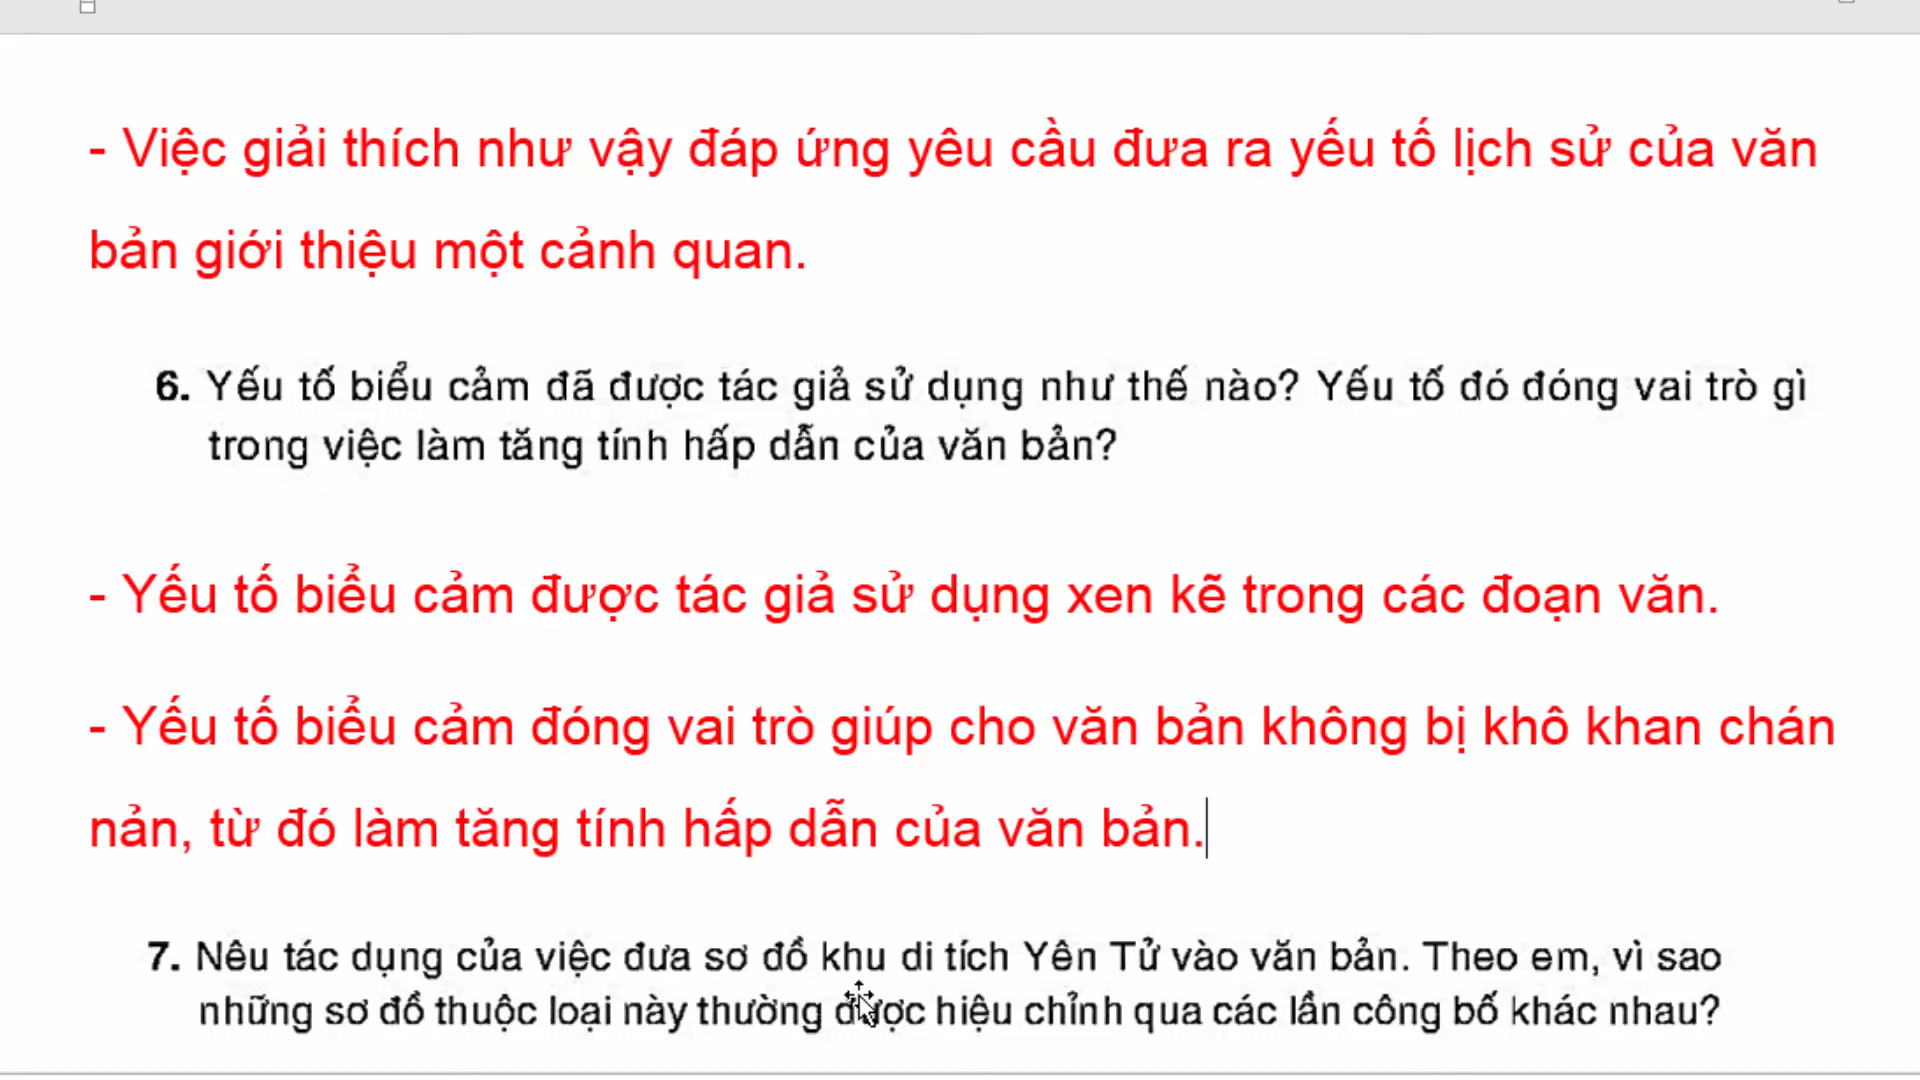 - Việc giải thích như vậy đáp ứng yêu cầu đưa ra yếu tố lịch sử của văn
bản giới thiệu một cảnh quan.
6. Yếu tố biểu cảm đã được tác giả sử dụng như thế nào? Yếu tố đó đóng vai trò gì
trong việc làm tăng tính hấp dẫn của văn bản?
- Yếu tố biểu cảm được tác giả sử dụng xen kẽ trong các đoạn văn.
- Yếu tố biểu cảm đóng vai trò giúp cho văn bản không bị khô khan chán
nản, từ đó làm tăng tính hấp dẫn của văn bản.
7. Nêu tác dụng của việc đưa sơ đồ khu di tích Yên Tử vào văn bản. Theo em, vì sao
những sơ đồ thuộc loại này thường được hiệu chỉnh qua các lần công bố khác nhau?